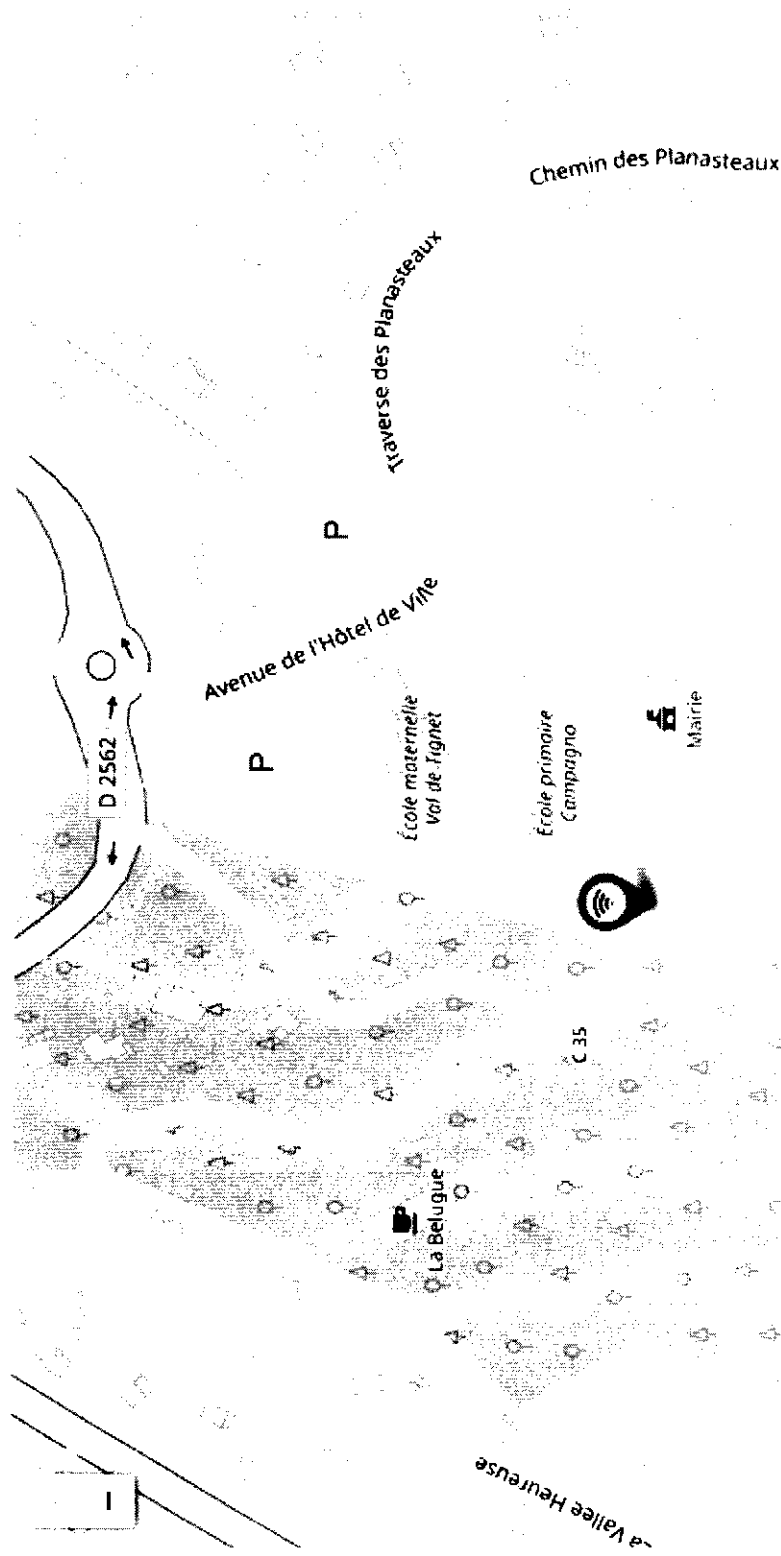 D 2562
Chemin des Planasteaux
Traverse des Planasteaux
P
Avenue de l'Hôtel de Ville
P
École maternelle
Val de Tignet
École primaire
Campagno
Mairie
C 35
La Belugue
La Vallée Heureuse